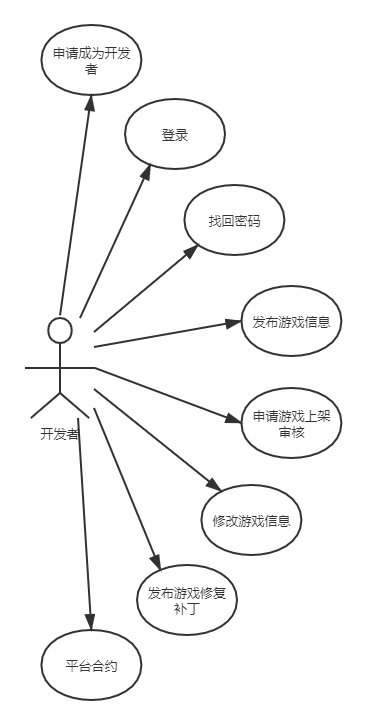 申请成为开发
者
登录
找回密码
发布游戏信息
申请游戏上架
审核
开发者
修改游戏信息
发布游戏修复
补丁
平台合约